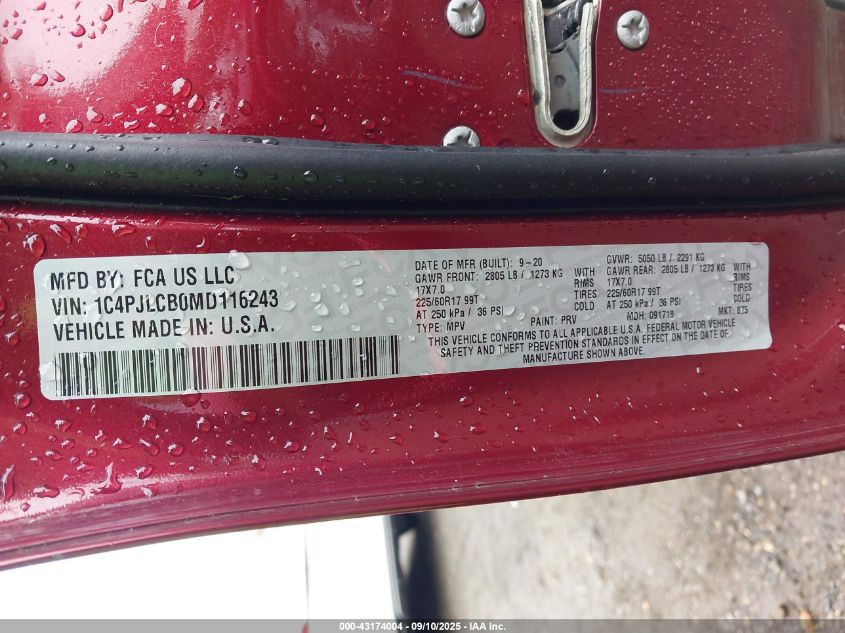 MFD BY: FCA US LLC
VIN: 1C4PJLCB0MD116243
VEHICLE MADE IN: U.S.A.
DATE OF MFR (BUILT): 9-20
GAWR FRONT: 2805 LB / 1273 KG WITH
17X7.0 RIMS
225/60R17 99T TIRES
AT 250 kPa / 36 PSI
TYPE: MPV PAINT: PRV
GVWR: 5050 LB / 2291 KG
GAWR REAR: 2805 LB / 1273 KG WITH
17X7.0 RIMS
225/60R17 99T TIRES
AT 250 kPa / 36 PSI
MDH: 091718 MKT: 875
THIS VEHICLE CONFORMS TO ALL APPLICABLE U.S.A. FEDERAL MOTOR VEHICLE
SAFETY AND THEFT PREVENTION STANDARDS IN EFFECT ON THE DATE OF
MANUFACTURE SHOWN ABOVE.
000-43174004 - 09/10/2025 - IAA Inc.